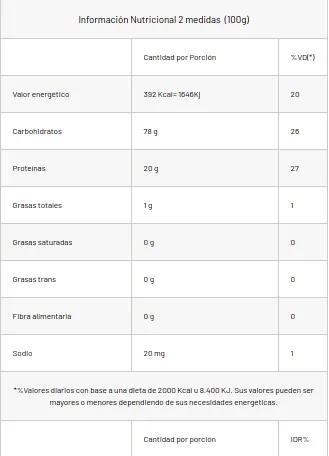 Información Nutricional 2 medidas (100g)
Cantidad por Porción %VD(*)
Valor energético 392 Kcal= 1646Kj 20
Carbohidratos 78 g 26
Proteínas 20 g 27
Grasas totales 1 g 1
Grasas saturadas 0 g 0
Grasas trans 0 g 0
Fibra alimentaria 0 g 0
Sodio 20 mg 1
*%Valores diarios con base a una dieta de 2000 Kcal u 8.400 KJ. Sus valores pueden ser
mayores o menores dependiendo de sus necesidades energéticas.
Cantidad por porción IDR%